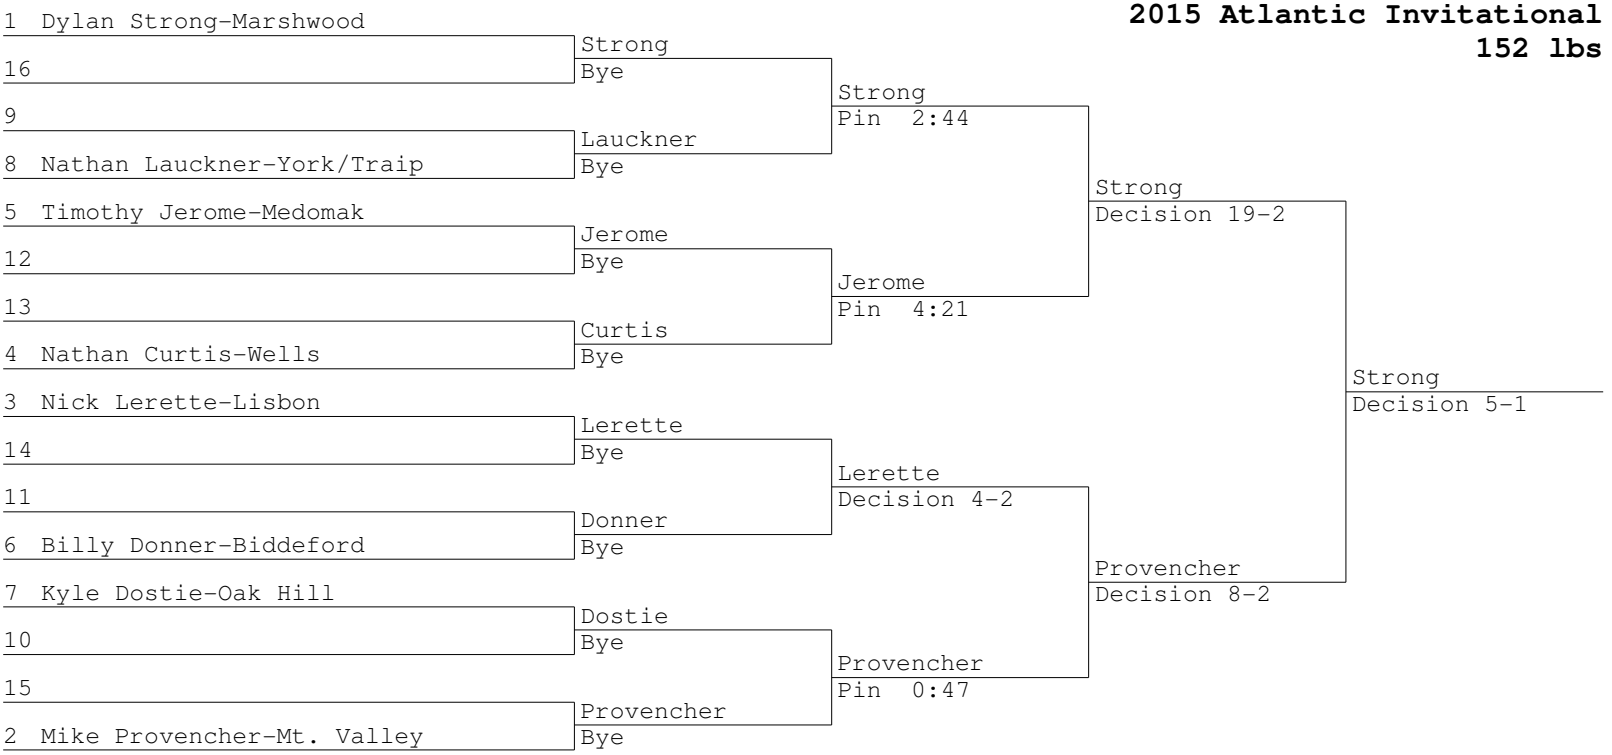 2015 Atlantic Invitational
152 lbs
1 Dylan Strong-Marshwood
16
9
8 Nathan Lauckner-York/Traip
5 Timothy Jerome-Medomak
12
13
4 Nathan Curtis-Wells
3 Nick Lerette-Lisbon
14
11
6 Billy Donner-Biddeford
7 Kyle Dostie-Oak Hill
10
15
2 Mike Provencher-Mt. Valley
Strong
Bye
Lauckner
Bye
Jerome
Bye
Curtis
Bye
Lerette
Bye
Donner
Bye
Dostie
Bye
Provencher
Bye
Strong
Pin 2:44
Jerome
Pin 4:21
Lerette
Decision 4-2
Provencher
Pin 0:47
Strong
Decision 19-2
Provencher
Decision 8-2
Strong
Decision 5-1